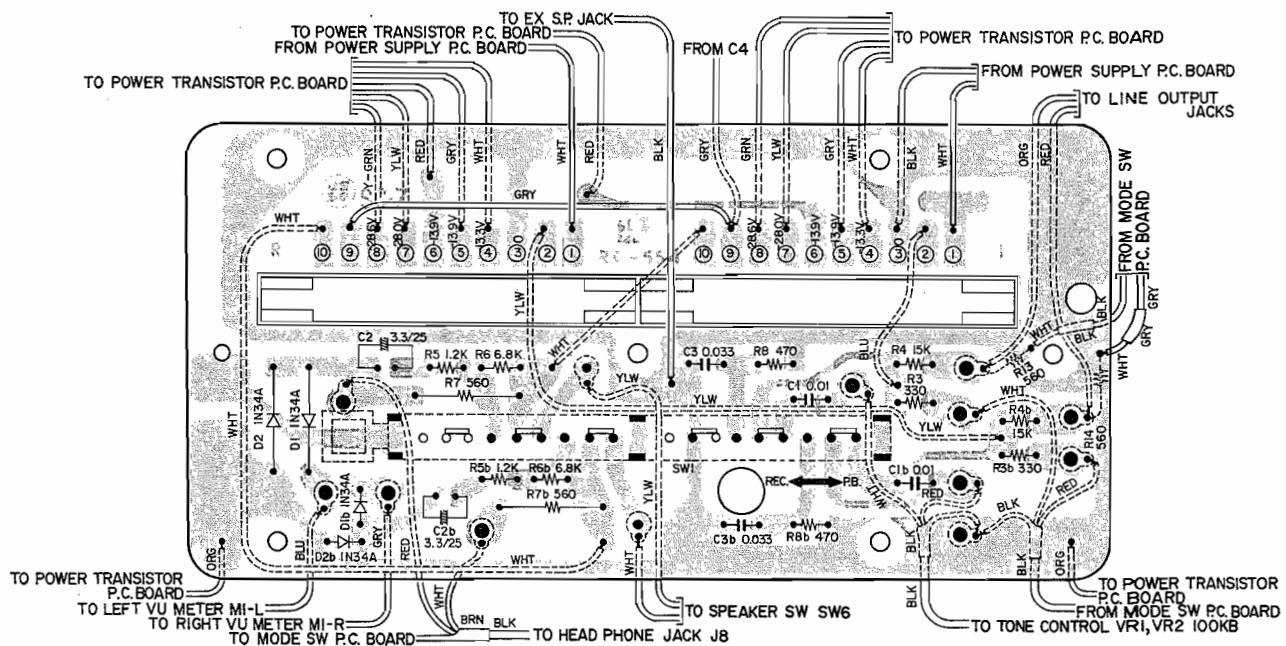 TO EX S.P. JACK
TO POWER TRANSISTOR P.C. BOARD
FROM POWER SUPPLY P.C. BOARD
TO POWER TRANSISTOR P.C. BOARD
FROM C4
TO POWER TRANSISTOR P.C. BOARD
FROM POWER SUPPLY P.C. BOARD
TO LINE OUTPUT
JACKS
FROM MODE SW
P.C. BOARD
GRY
GRN
YLW
RED
GRY
WHT
WHT
RED
BLK
GRY
GRN
YLW
GRY
WHT
BLK
WHT
ORG
RED
WHT
GRY
28.6V
28.0V
13.9V
13.9V
13.3V
0
28.6V
28.0V
13.9V
13.9V
13.3V
0
⑩ ⑨ ⑧ ⑦ ⑥ ⑤ ④ ③ ② ①
⑩ ⑨ ⑧ ⑦ ⑥ ⑤ ④ ③ ② ①
YLW
WHT
BLU
WHT
BLK
BLK
GRY
GRY
WHT
C2 3.3/25
R5 1.2K
R6 6.8K
R7 560
C3 0.033
R8 470
C1 0.01
R4 15K
R3
330
R13
560
WHT
R4b
15K
R14
560
R3b 330
WHT
D2 1N34A
D1 1N34A
YLW
YLW
YLW
SW1
REC.
P.B.
R5b 1.2K
R6b 6.8K
R7b 560
C1b 0.01
RED
RED
BLK
D1b 1N34A
D2b 1N34A
C2b
3.3/25
C3b 0.033
R8b 470
YLW
WHT
ORG
BLU
GRY
RED
WHT
WHT
BLK
BLK
BLK
ORG
TO POWER TRANSISTOR
P.C. BOARD
TO LEFT VU METER M1-L
TO RIGHT VU METER M1-R
TO MODE SW P.C. BOARD
BRN
BLK
TO HEAD PHONE JACK J8
TO SPEAKER SW SW6
TO POWER TRANSISTOR
P.C. BOARD
FROM MODE SW P.C. BOARD
TO TONE CONTROL VR1, VR2 100KB